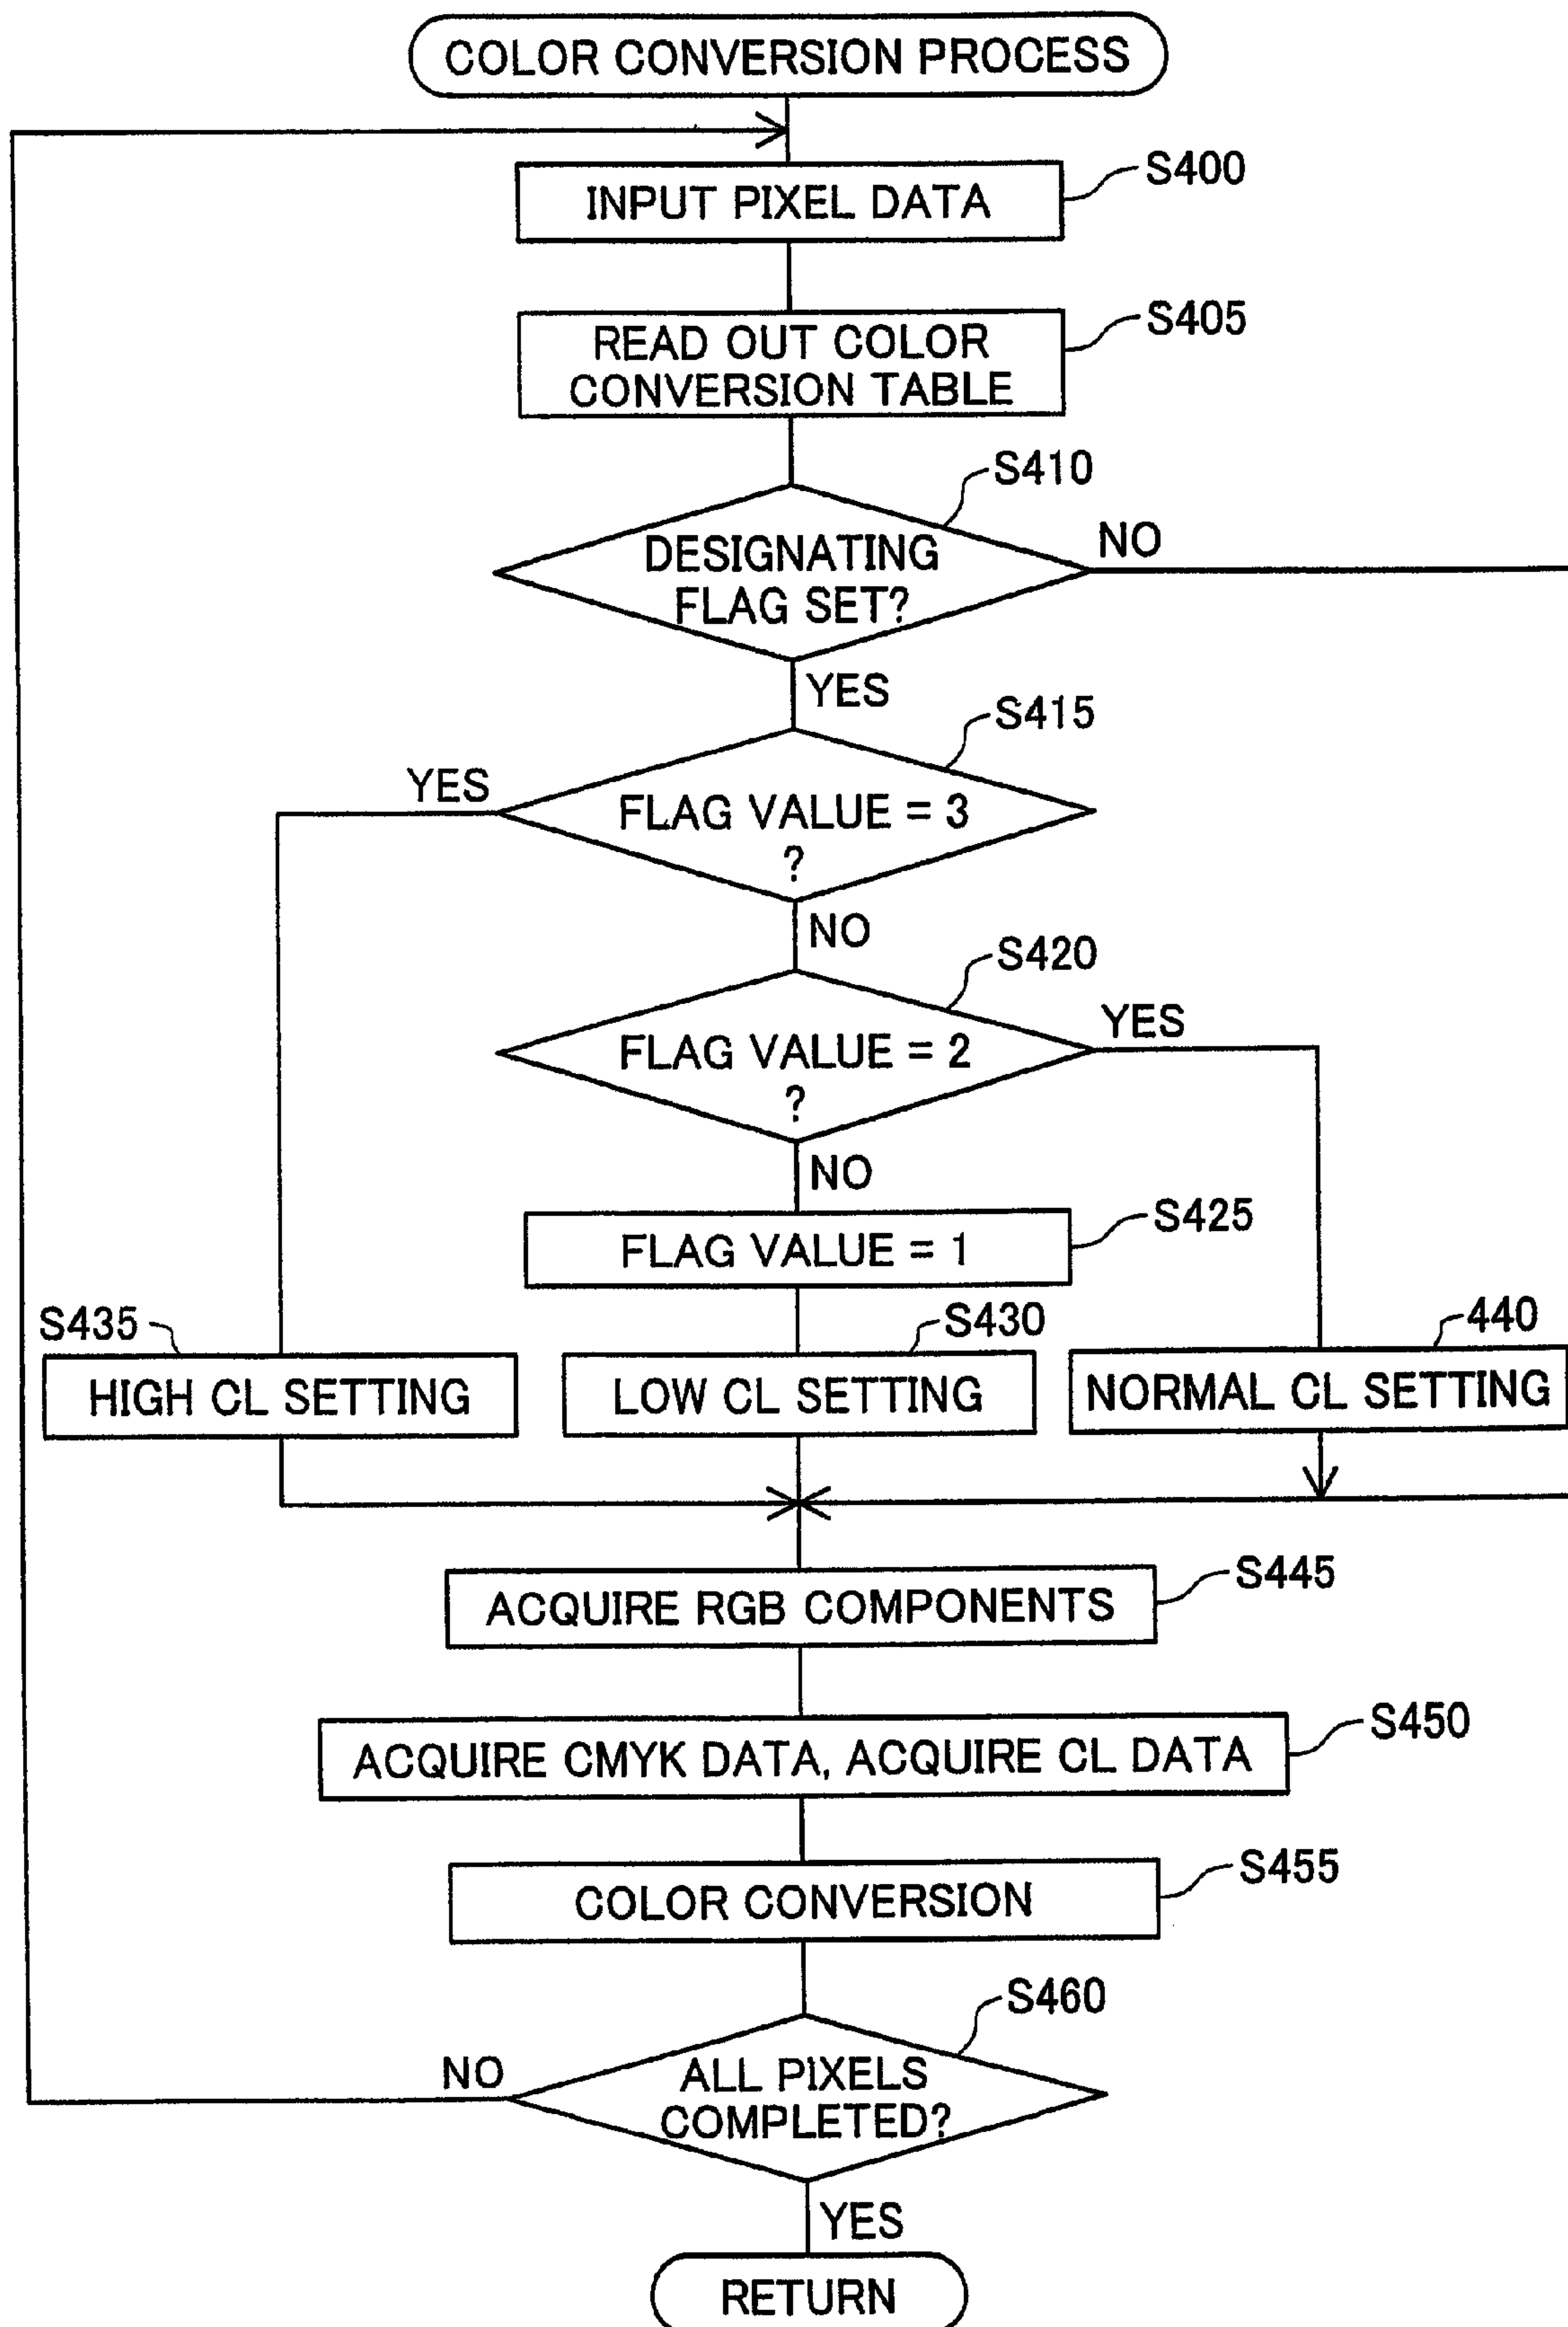 COLOR CONVERSION PROCESS
S400
INPUT PIXEL DATA
S405
READ OUT COLOR
CONVERSION TABLE
S410
DESIGNATING
FLAG SET?
NO
YES
S415
YES
FLAG VALUE = 3
?
NO
S420
YES
FLAG VALUE = 2
?
NO
S425
FLAG VALUE = 1
S435
S430
440
HIGH CL SETTING
LOW CL SETTING
NORMAL CL SETTING
S445
ACQUIRE RGB COMPONENTS
S450
ACQUIRE CMYK DATA, ACQUIRE CL DATA
S455
COLOR CONVERSION
S460
NO
ALL PIXELS
COMPLETED?
YES
RETURN